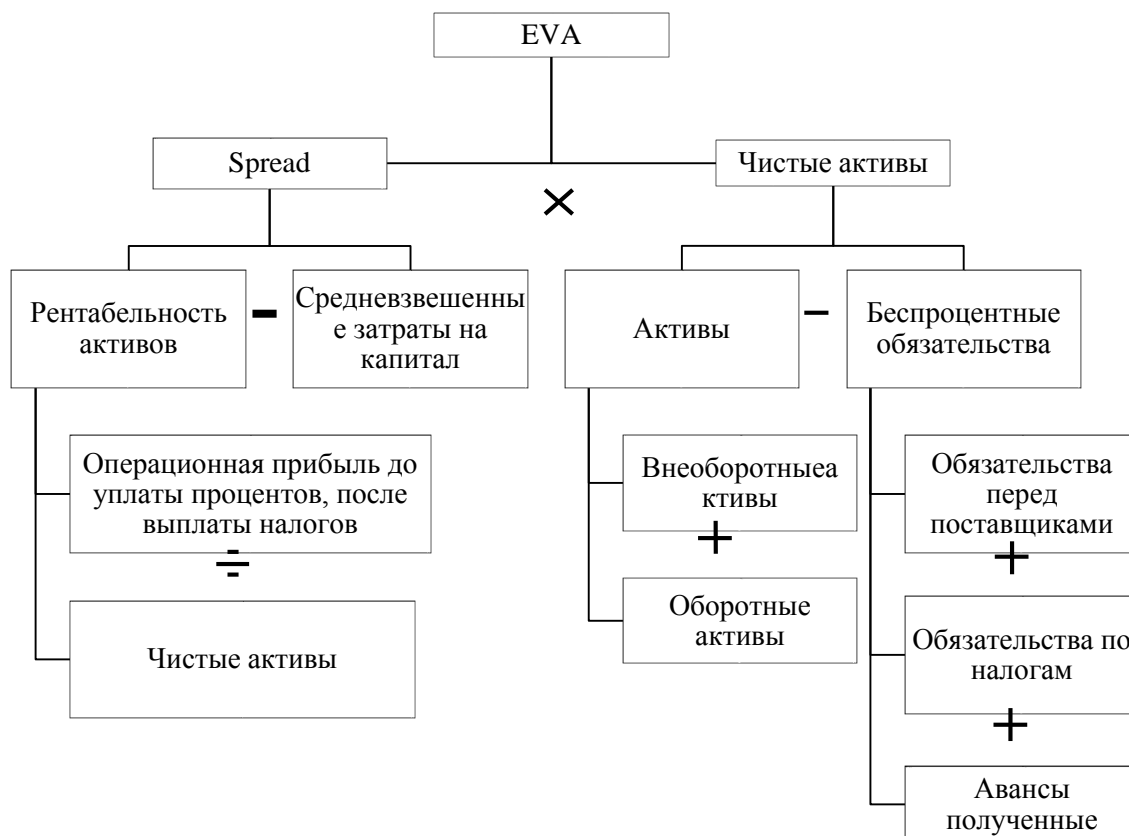 EVA
Spread
Чистые активы
×
Рентабельность
активов
-
Средневзвешенны
е затраты на
капитал
Активы
–
Беспроцентные
обязательства
Операционная прибыль до
уплаты процентов, после
выплаты налогов
÷
Чистые активы
Внеоборотныеа
ктивы
+
Оборотные
активы
Обязательства
перед
поставщиками
+
Обязательства по
налогам
+
Авансы
полученные